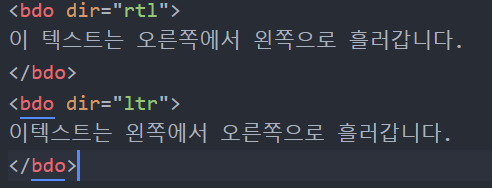 <bdo dir="rtl">
이 텍스트는 오른쪽에서 왼쪽으로 흘러갑니다.
</bdo>
<bdo dir="ltr">
이텍스트는 왼쪽에서 오른쪽으로 흘러갑니다.
</bdo>